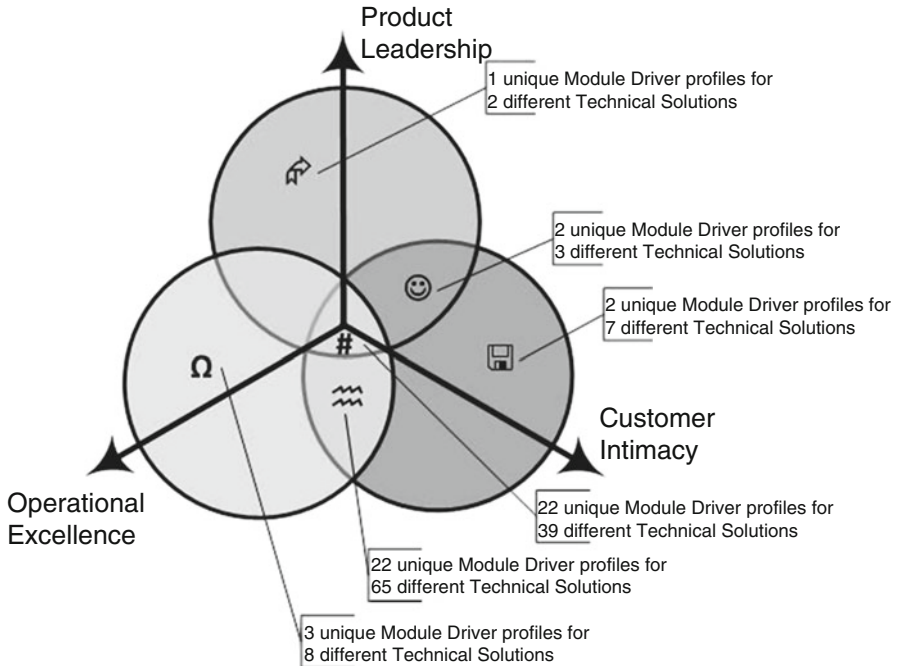 Product
Leadership
1 unique Module Driver profiles for
2 different Technical Solutions
2 unique Module Driver profiles for
3 different Technical Solutions
2 unique Module Driver profiles for
7 different Technical Solutions
#
Ω
Customer
Intimacy
Operational
Excellence
22 unique Module Driver profiles for
39 different Technical Solutions
22 unique Module Driver profiles for
65 different Technical Solutions
3 unique Module Driver profiles for
8 different Technical Solutions